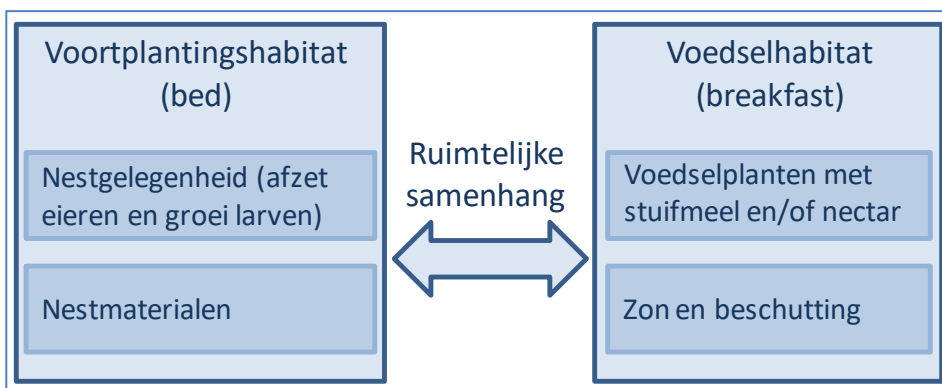 Voortplantingshabitat
(bed)
Nestgelegenheid (afzet
eieren en groei larven)
Nestmaterialen
Ruimtelijke
samenhang
Voedselhabitat
(breakfast)
Voedselplanten met
stuifmeel en/of nectar
Zon en beschutting